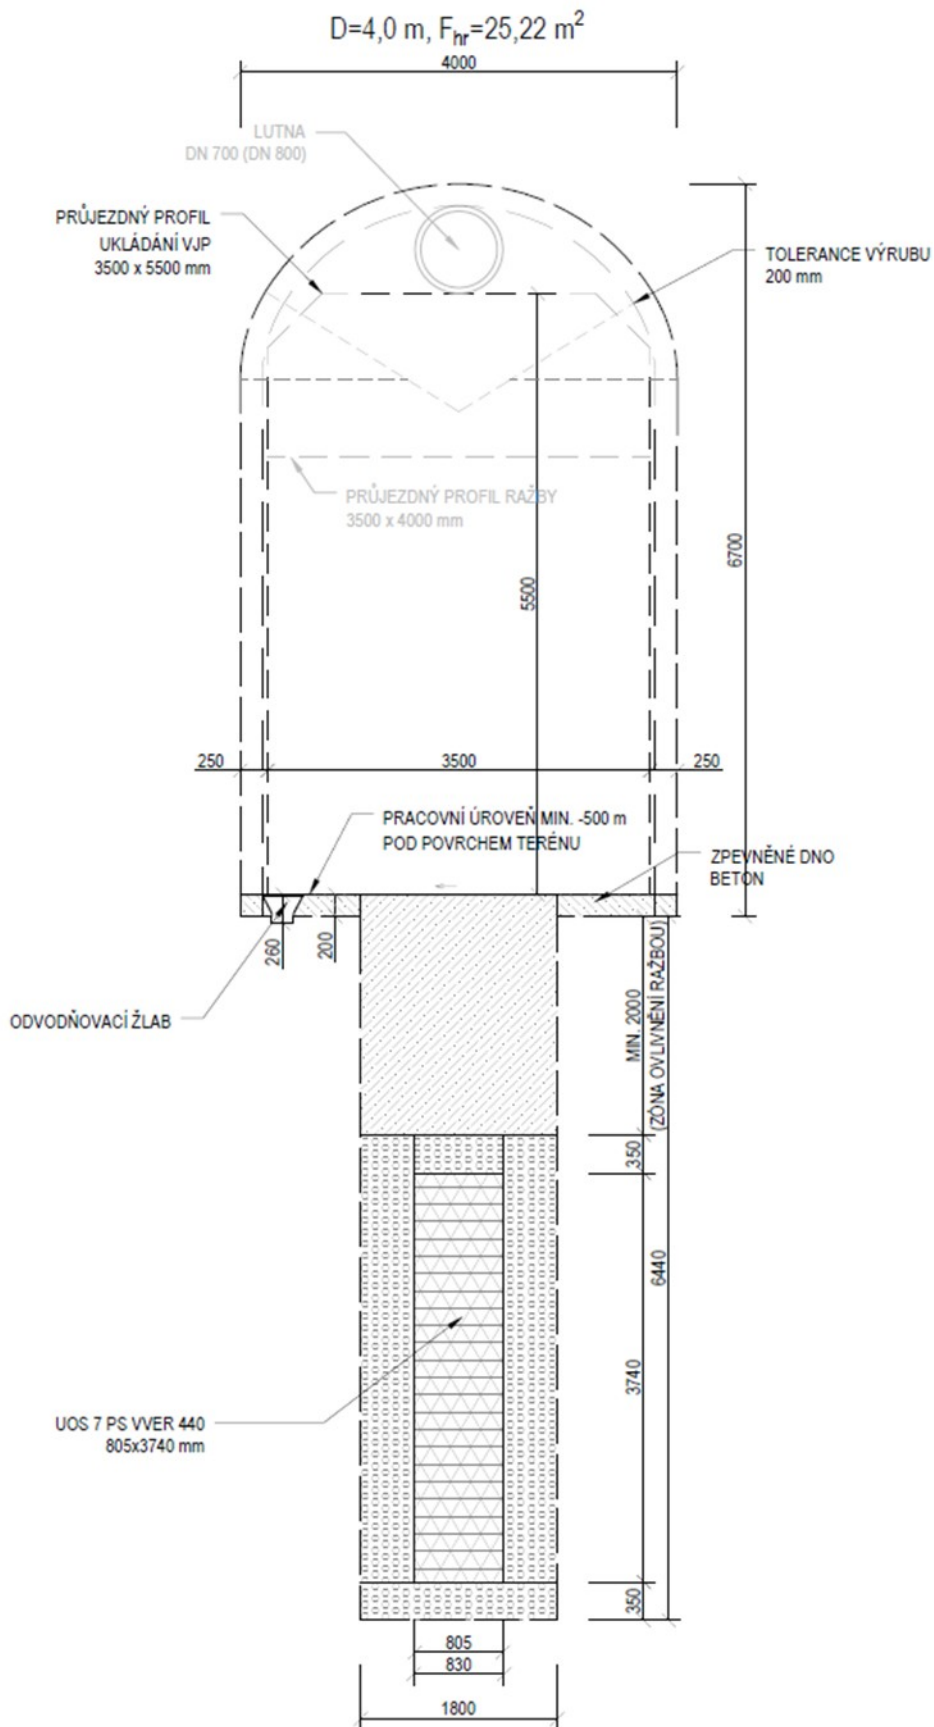 D=4,0 m, Fhr=25,22 m²
4000
LUTNA
DN 700 (DN 800)
PRŮJEZDNÝ PROFIL
UKLÁDÁNÍ VJP
3500 x 5500 mm
TOLERANCE VÝRUBU
200 mm
PRŮJEZDNÝ PROFIL RAŽBY
3500 x 4000 mm
6700
5500
250
3500
250
PRACOVNÍ ÚROVEŇ MIN. -500 m
POD POVRCHEM TERÉNU
ZPEVNĚNÉ DNO
BETON
260
200
ODVODŇOVACÍ ŽLAB
MIN. 2000
(ZÓNA OVLIVNĚNÍ RAŽBOU)
350
6440
3740
UOS 7 PS VVER 440
805x3740 mm
350
805
830
1800